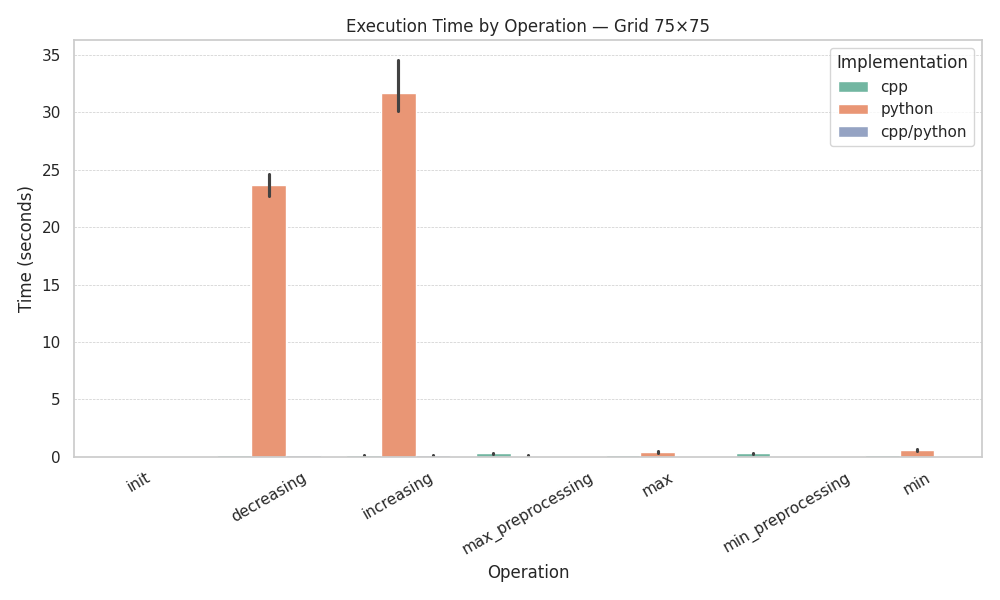 Execution Time by Operation — Grid 75×75
Time (seconds)
35
30
25
20
15
10
5
0
Implementation
cpp
python
cpp/python
init
decreasing
increasing
max_preprocessing
max
min_preprocessing
min
Operation